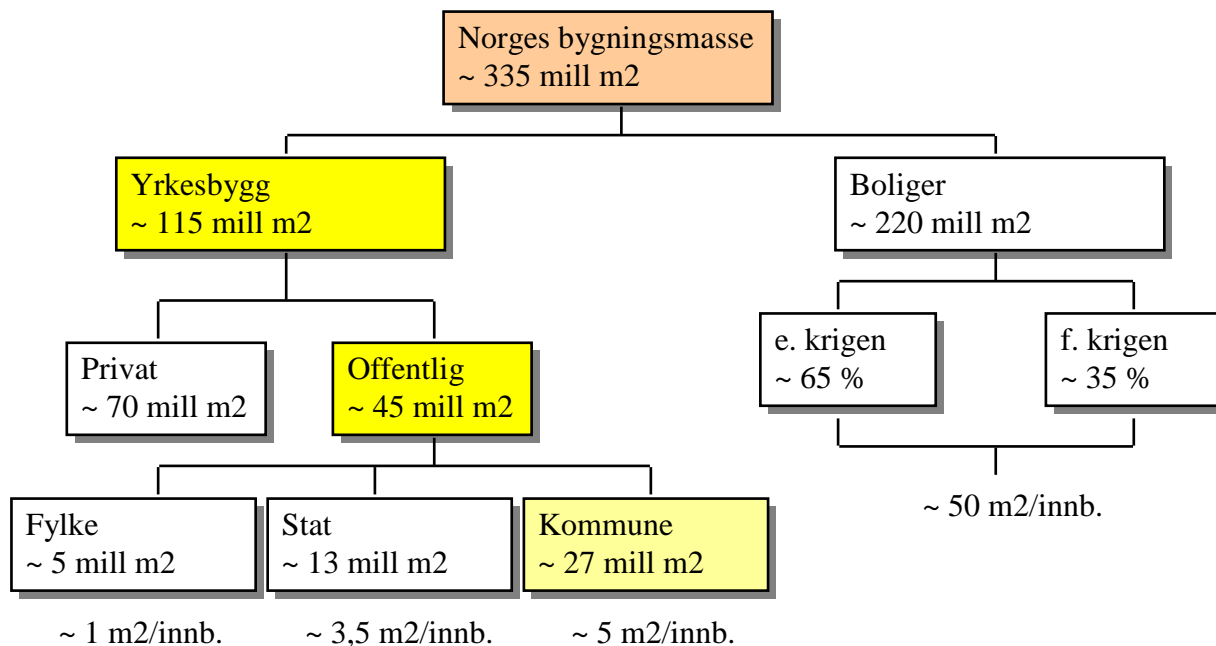 Norges bygningsmasse
~ 335 mill m2
Yrkesbygg
~ 115 mill m2
Boliger
~ 220 mill m2
Privat
~ 70 mill m2
Offentlig
~ 45 mill m2
e. krigen
~ 65 %
f. krigen
~ 35 %
Fylke
~ 5 mill m2
Stat
~ 13 mill m2
Kommune
~ 27 mill m2
~ 50 m2/innb.
~ 1 m2/innb.
~ 3,5 m2/innb.
~ 5 m2/innb.